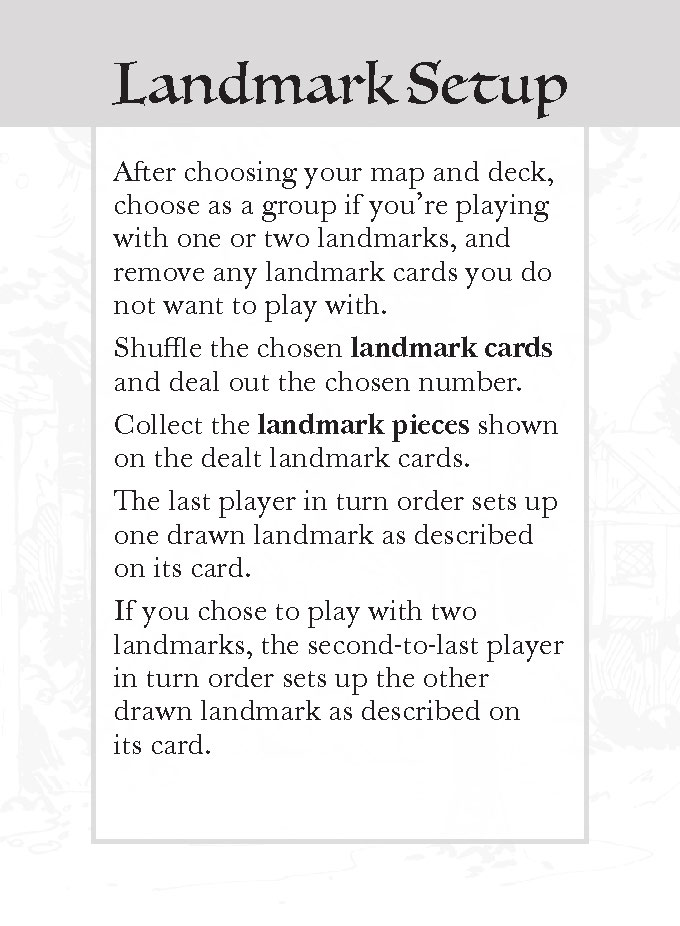 Landmark Setup
After choosing your map and deck,
choose as a group if you’re playing
with one or two landmarks, and
remove any landmark cards you do
not want to play with.
Shuffle the chosen landmark cards
and deal out the chosen number.
Collect the landmark pieces shown
on the dealt landmark cards.
The last player in turn order sets up
one drawn landmark as described
on its card.
If you chose to play with two
landmarks, the second-to-last player
in turn order sets up the other
drawn landmark as described on
its card.